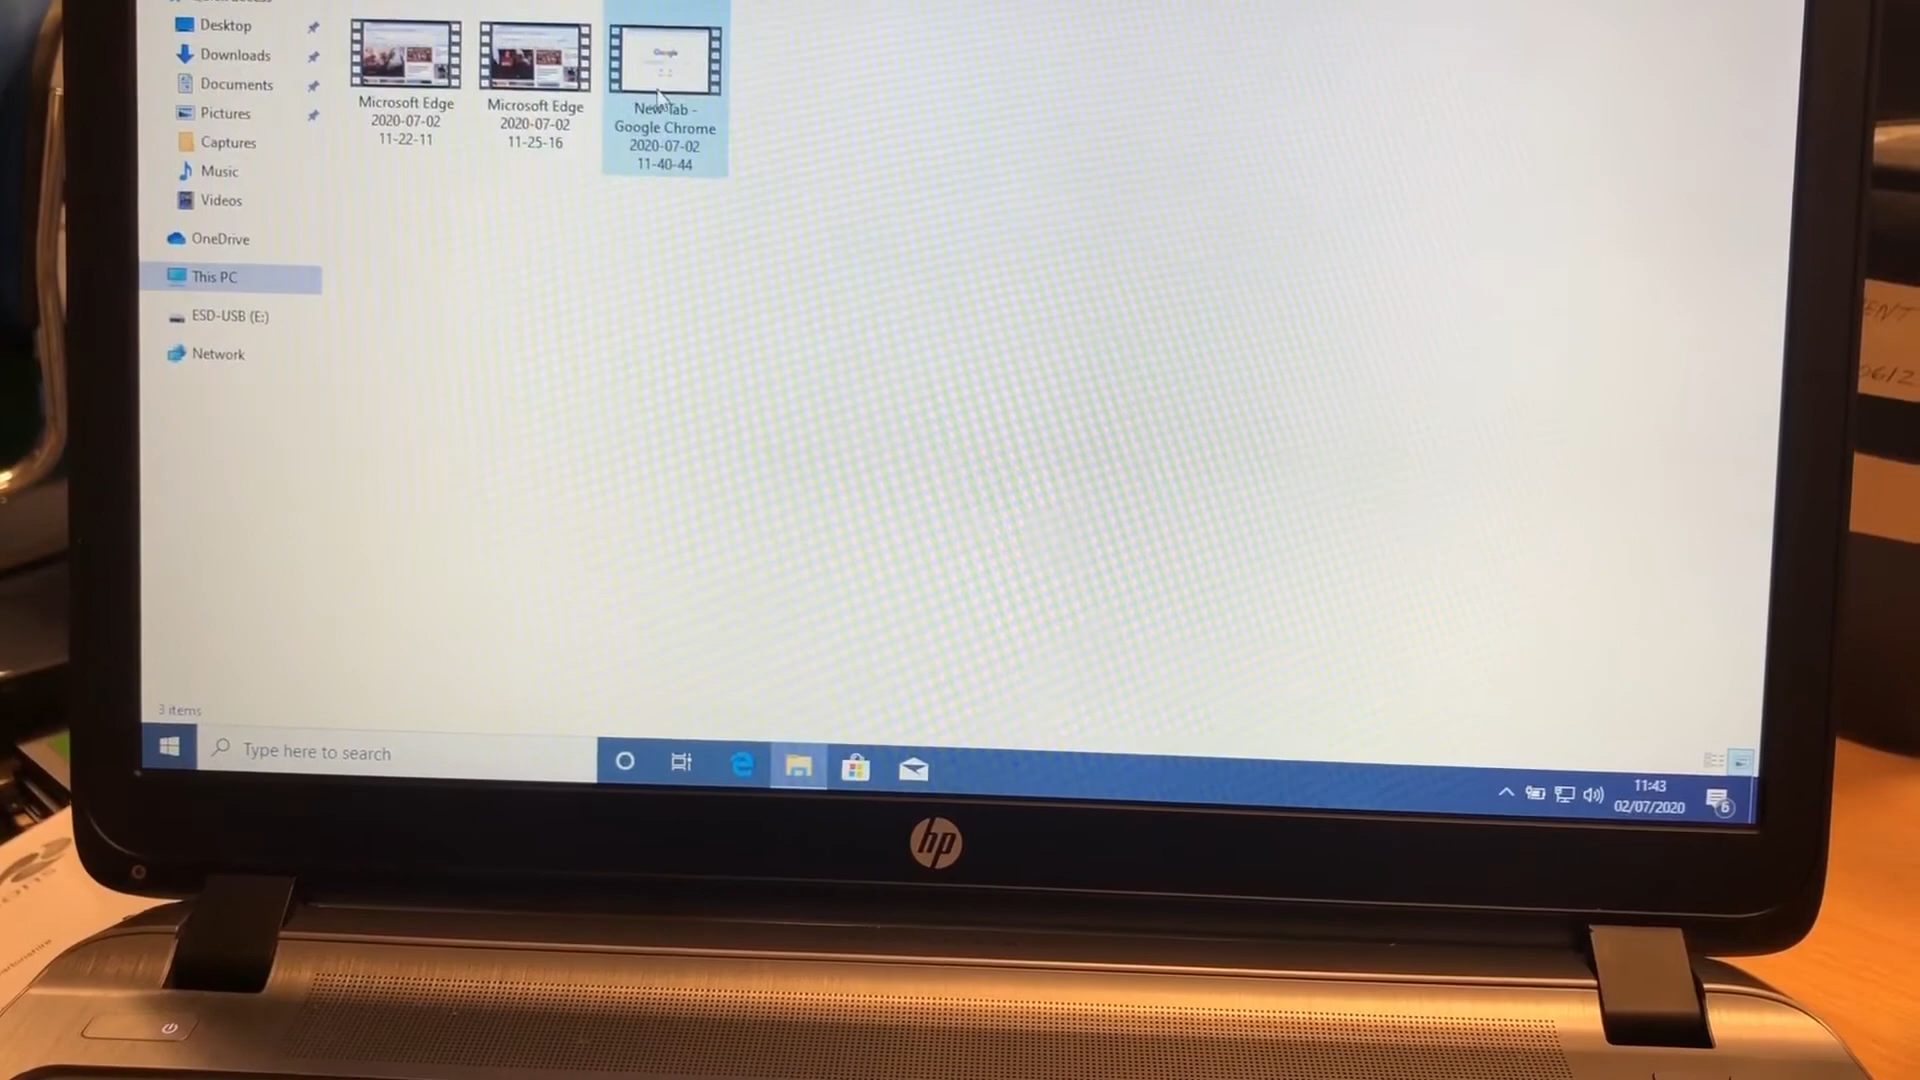 Desktop
Downloads
Documents
Pictures
Captures
Music
Videos
OneDrive
This PC
ESD-USB (E:)
Network
Microsoft Edge
2020-07-02
11-22-11
Microsoft Edge
2020-07-02
11-25-16
Google
New Tab -
Google Chrome
2020-07-02
11-40-44
3 items
Type here to search
11:43
02/07/2020
6
hp